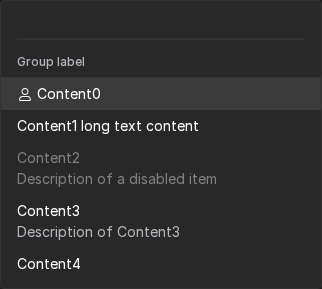 Group label
Content0
Content1 long text content
Content2
Description of a disabled item
Content3
Description of Content3
Content4